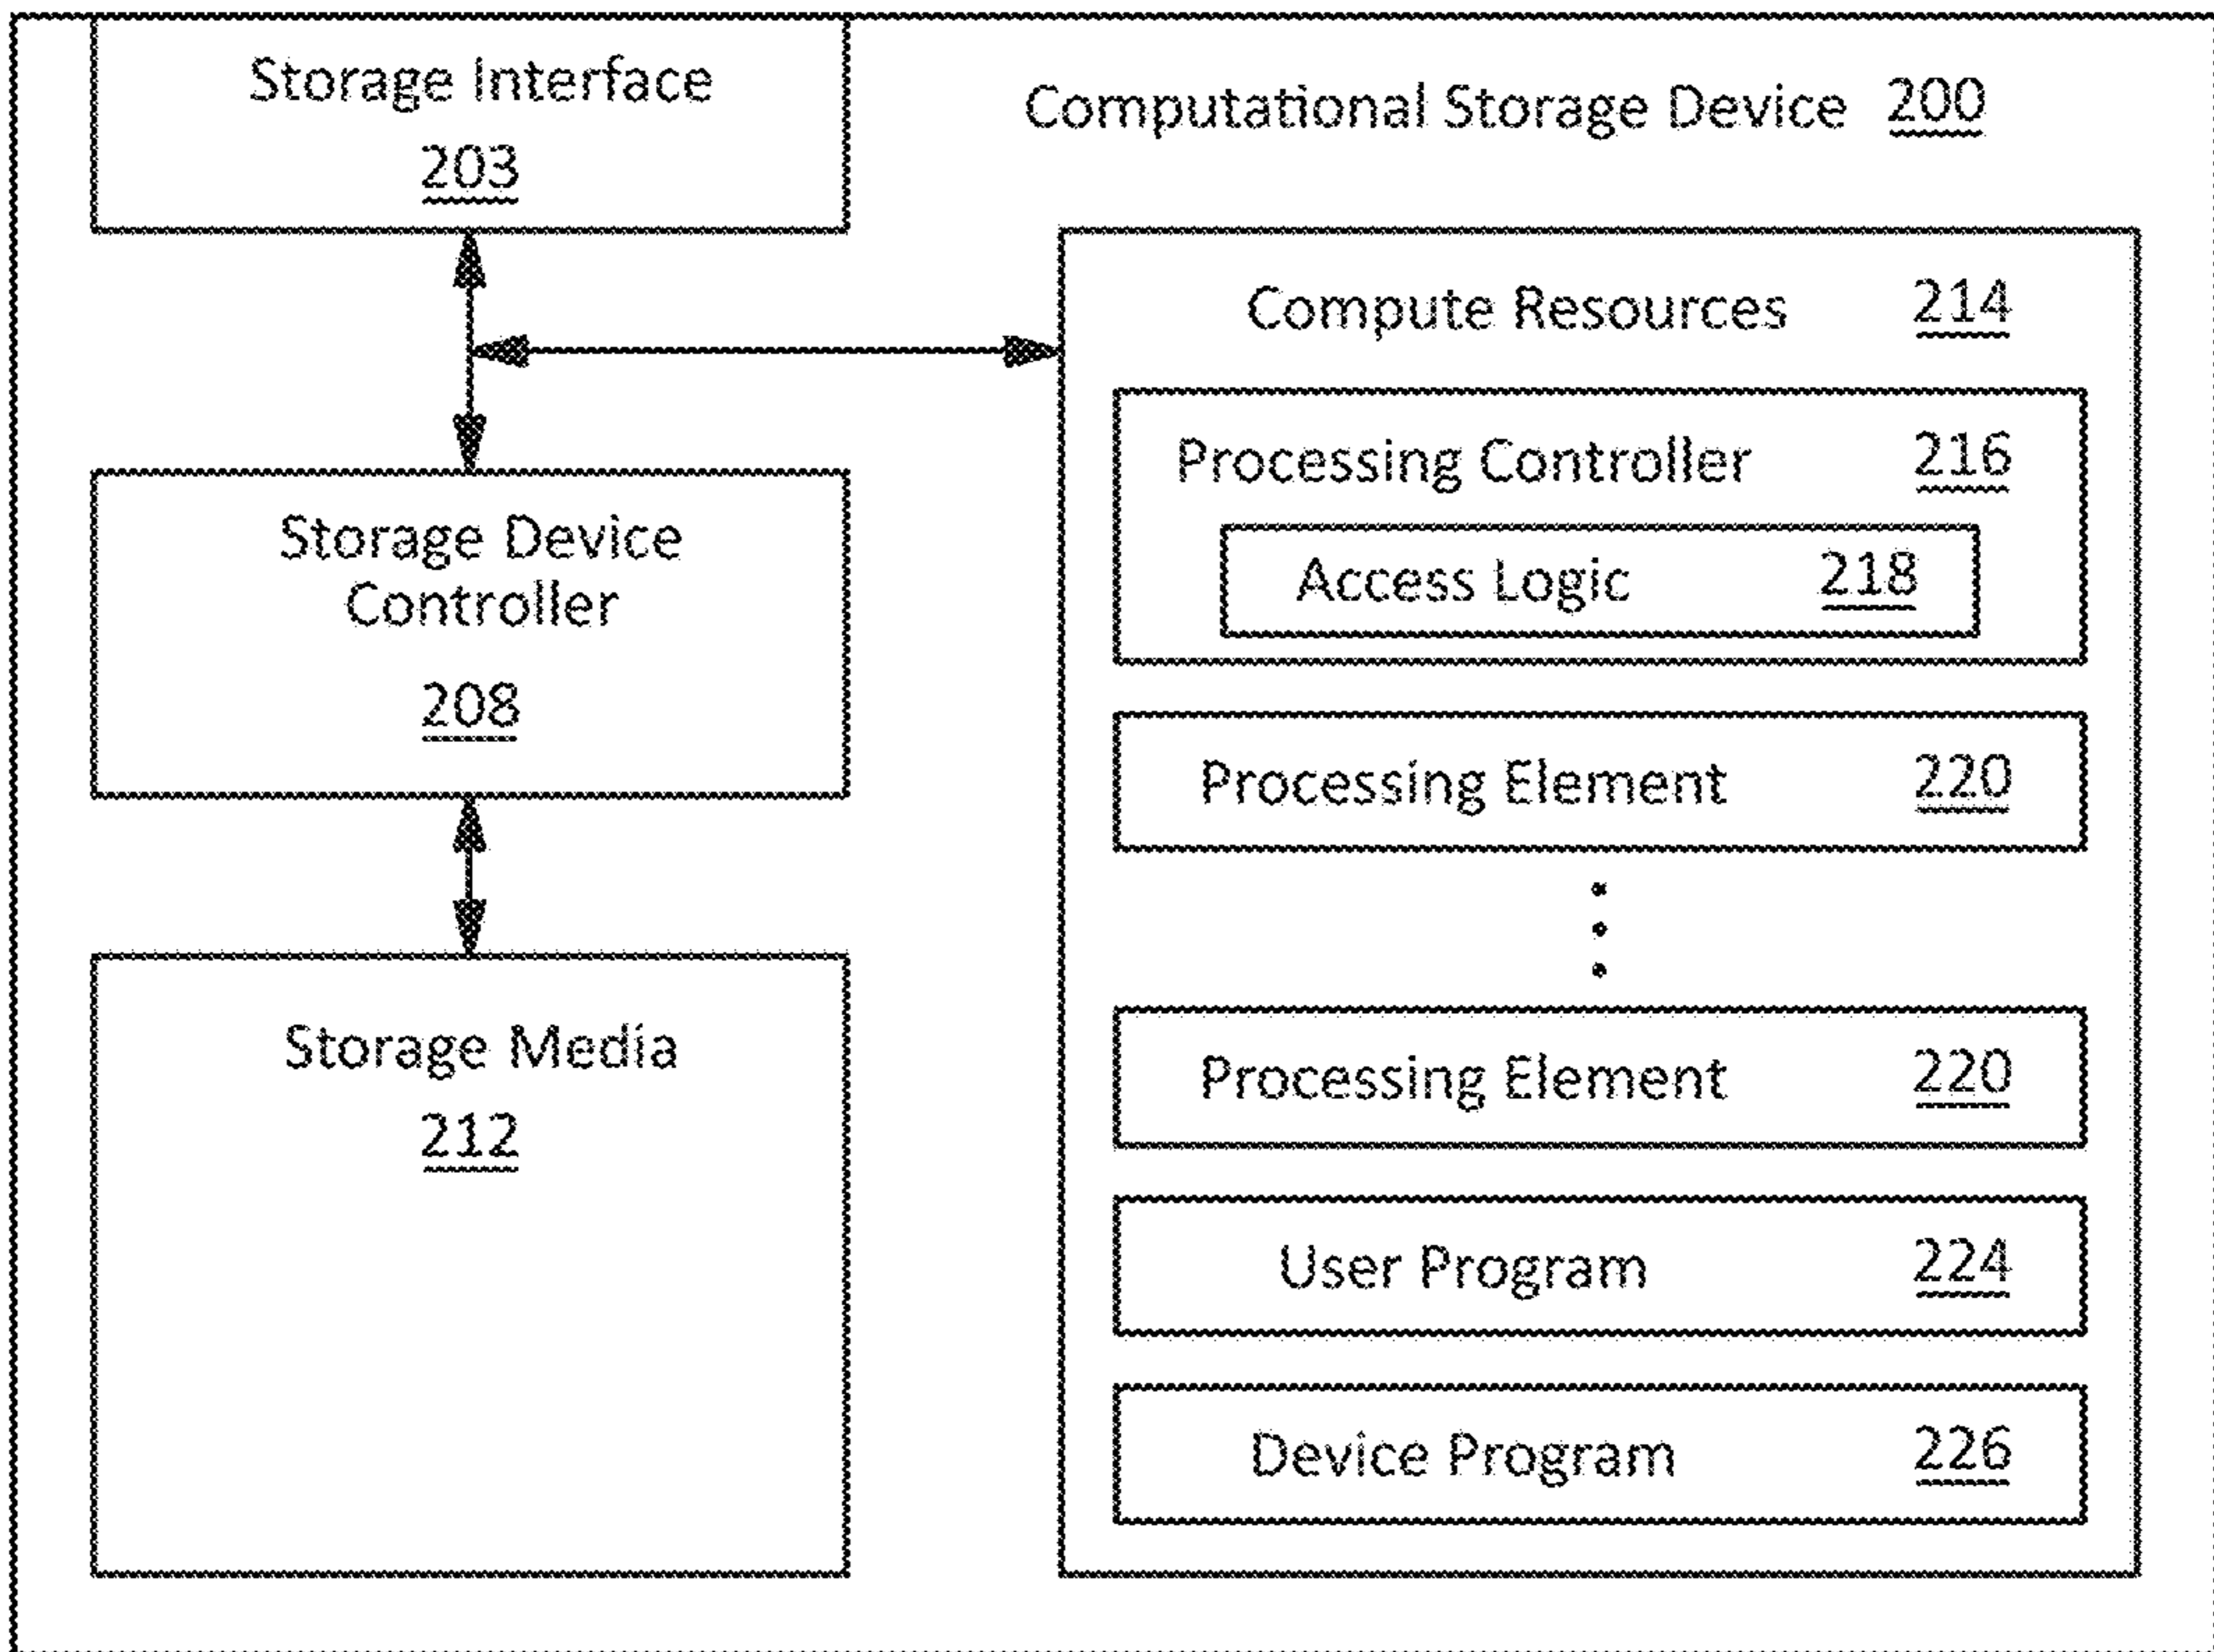 Storage Interface
203
Computational Storage Device 200
Compute Resources 214
Processing Controller 216
Access Logic 218
Storage Device
Controller
208
Processing Element 220
Processing Element 220
Storage Media
212
User Program 224
Device Program 226